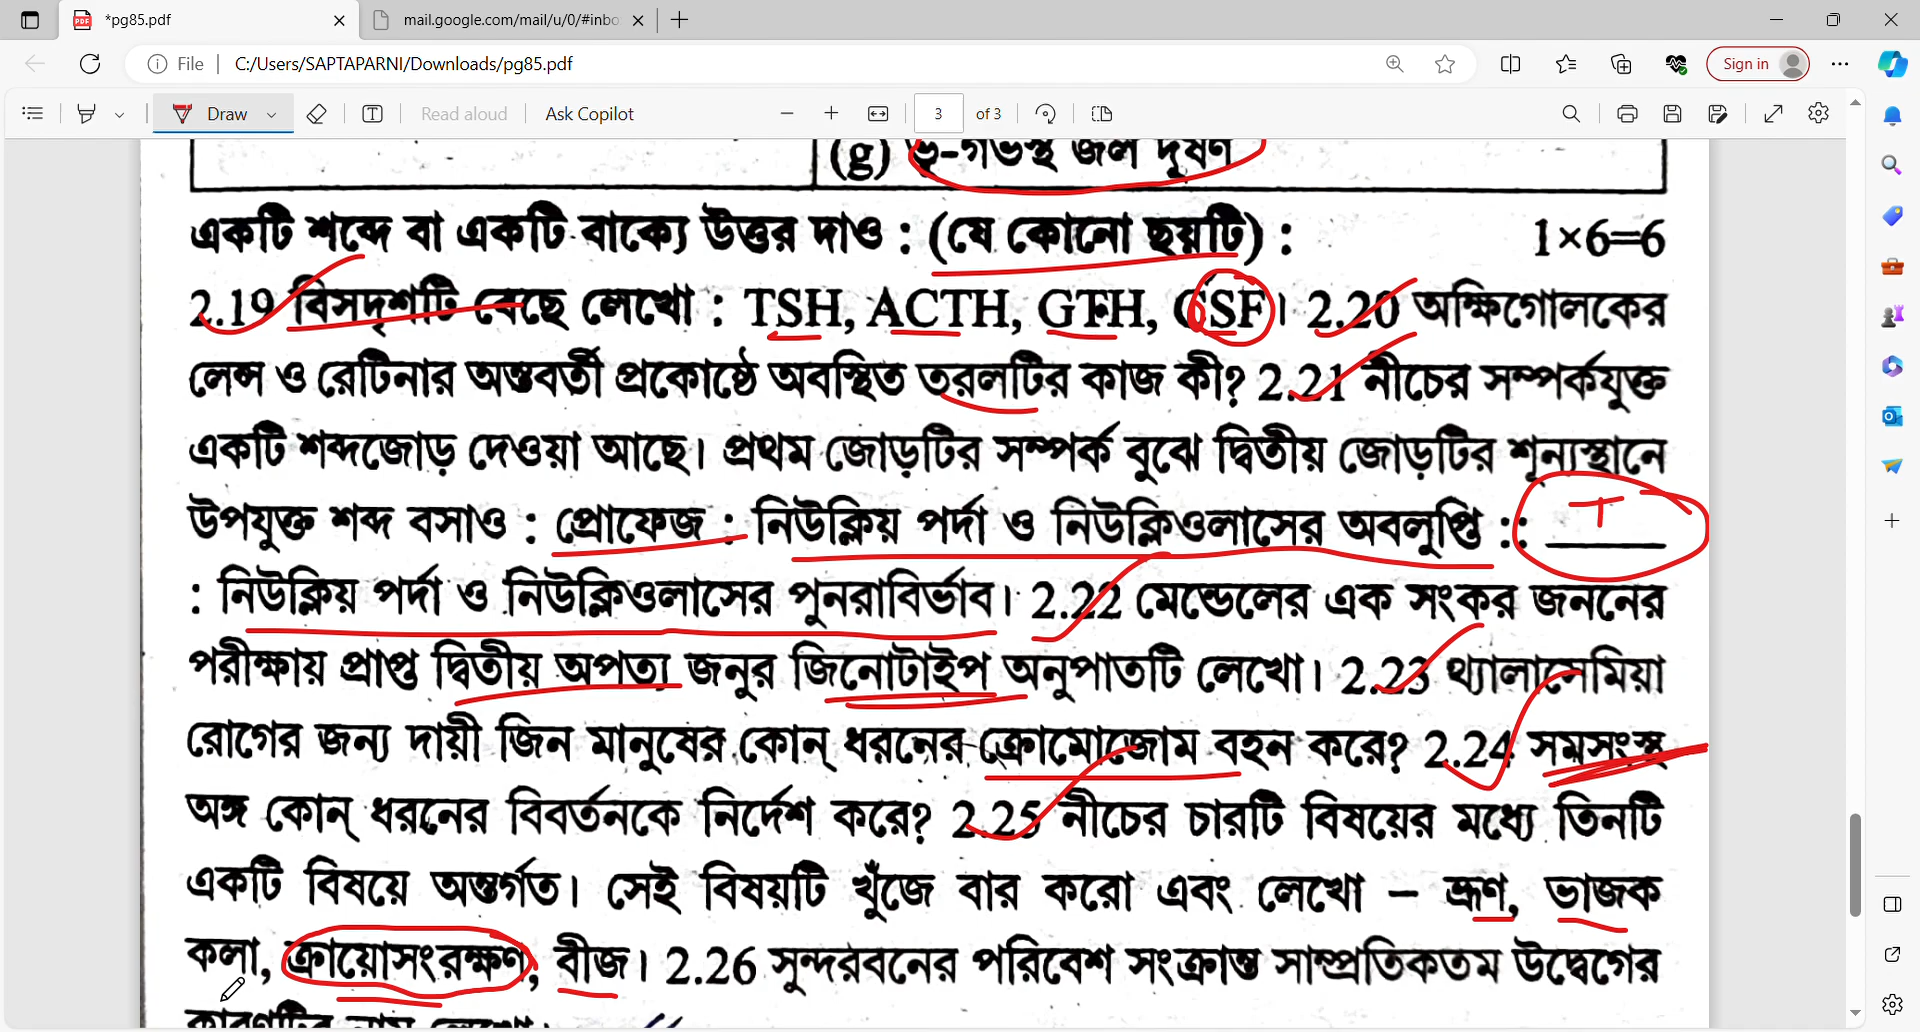 *pg85.pdf
mail.google.com/mail/u/0/#inbo
File
C:/Users/SAPTAPARNI/Downloads/pg85.pdf
Sign in
Draw
Read aloud
Ask Copilot
3 of 3
(g) ভূ-গর্ভস্থ জল দূষণ
একটি শব্দে বা একটি বাক্যে উত্তর দাও : (যে কোনো ছয়টি) : 1×6=6
2.19 বিসদৃশটি বেছে লেখো : TSH, ACTH, GTH, CSF। 2.20 অক্ষিগোলকের
লেন্স ও রেটিনার অন্তবর্তী প্রকোষ্ঠে অবস্থিত তরলটির কাজ কী? 2.21 নীচের সম্পর্কযুক্ত
একটি শব্দজোড় দেওয়া আছে। প্রথম জোড়টির সম্পর্ক বুঝে দ্বিতীয় জোড়টির শূন্যস্থানে
উপযুক্ত শব্দ বসাও : প্রোফেজ : নিউক্লিয় পর্দা ও নিউক্লিওলাসের অবলুপ্তি :: T
: নিউক্লিয় পর্দা ও নিউক্লিওলাসের পুনরাবির্ভাব। 2.22 মেন্ডেলের এক সংকর জননের
পরীক্ষায় প্রাপ্ত দ্বিতীয় অপত্য জনুর জিনোটাইপ অনুপাতটি লেখো। 2.23 থ্যালাসেমিয়া
রোগের জন্য দায়ী জিন মানুষের কোন্ ধরনের ক্রোমোজোম বহন করে? 2.24 সমসংস্থ
অঙ্গ কোন্ ধরনের বিবর্তনকে নির্দেশ করে? 2.25 নীচের চারটি বিষয়ের মধ্যে তিনটি
একটি বিষয়ে অন্তর্গত। সেই বিষয়টি খুঁজে বার করো এবং লেখো – ভ্রূণ, ভাজক
কলা, ক্রায়োসংরক্ষণ, বীজ। 2.26 সুন্দরবনের পরিবেশ সংক্রান্ত সাম্প্রতিকতম উদ্বেগের
কারণটির নাম লেখো।